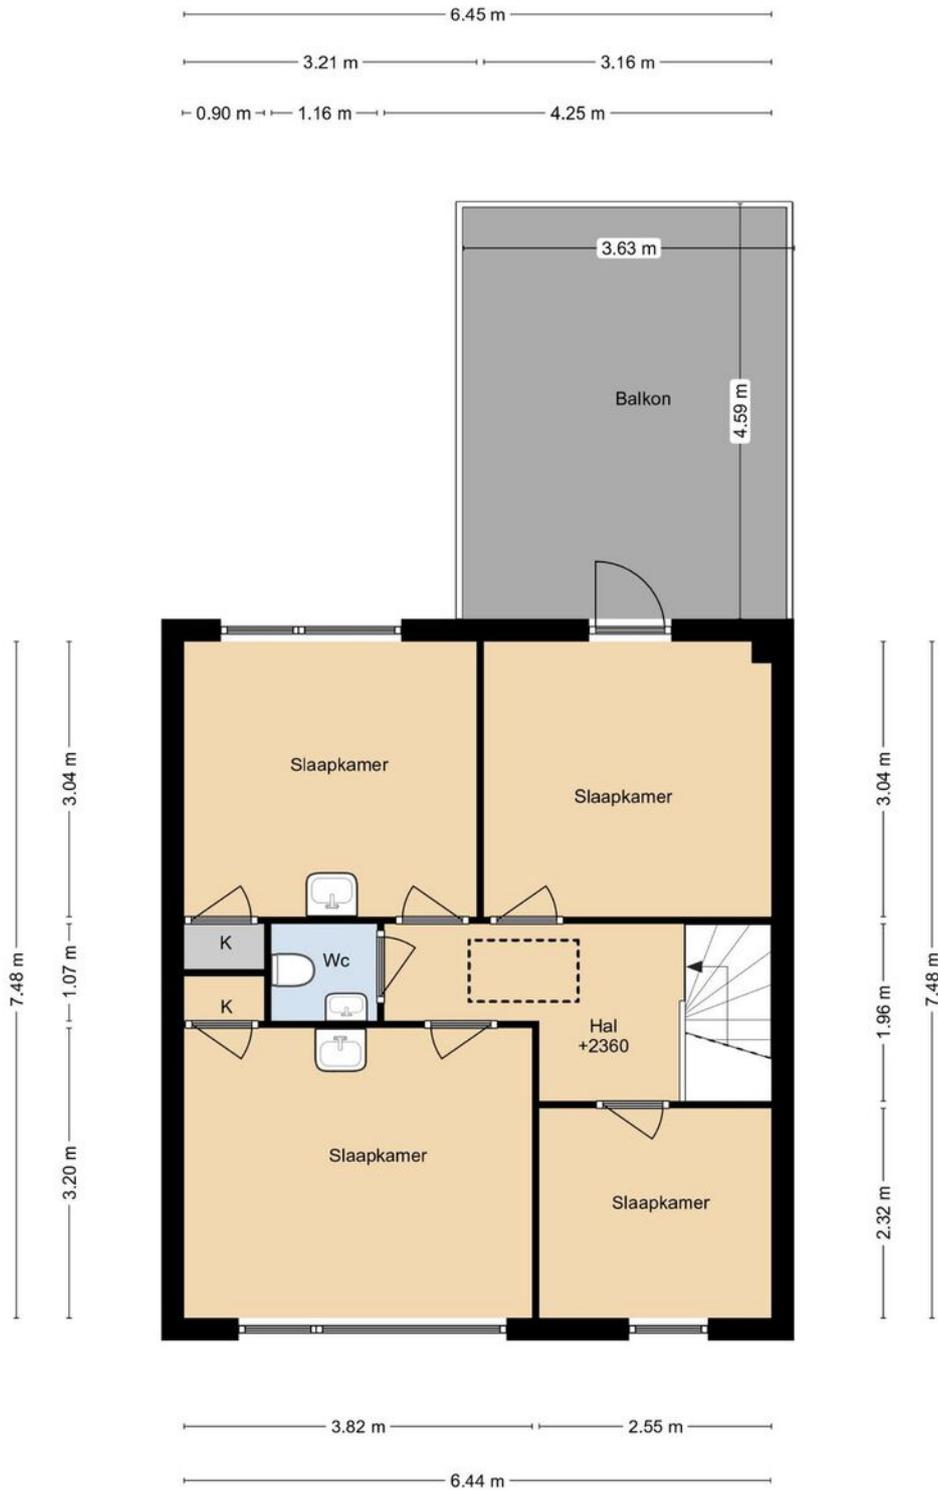 6.45 m
3.21 m
3.16 m
0.90 m
1.16 m
4.25 m
3.63 m
Balkon
4.59 m
Slaapkamer
Slaapkamer
7.48 m
3.04 m
1.07 m
3.20 m
3.04 m
1.96 m
2.32 m
7.48 m
K
Wc
K
Hal
+2360
Slaapkamer
Slaapkamer
3.82 m
2.55 m
6.44 m